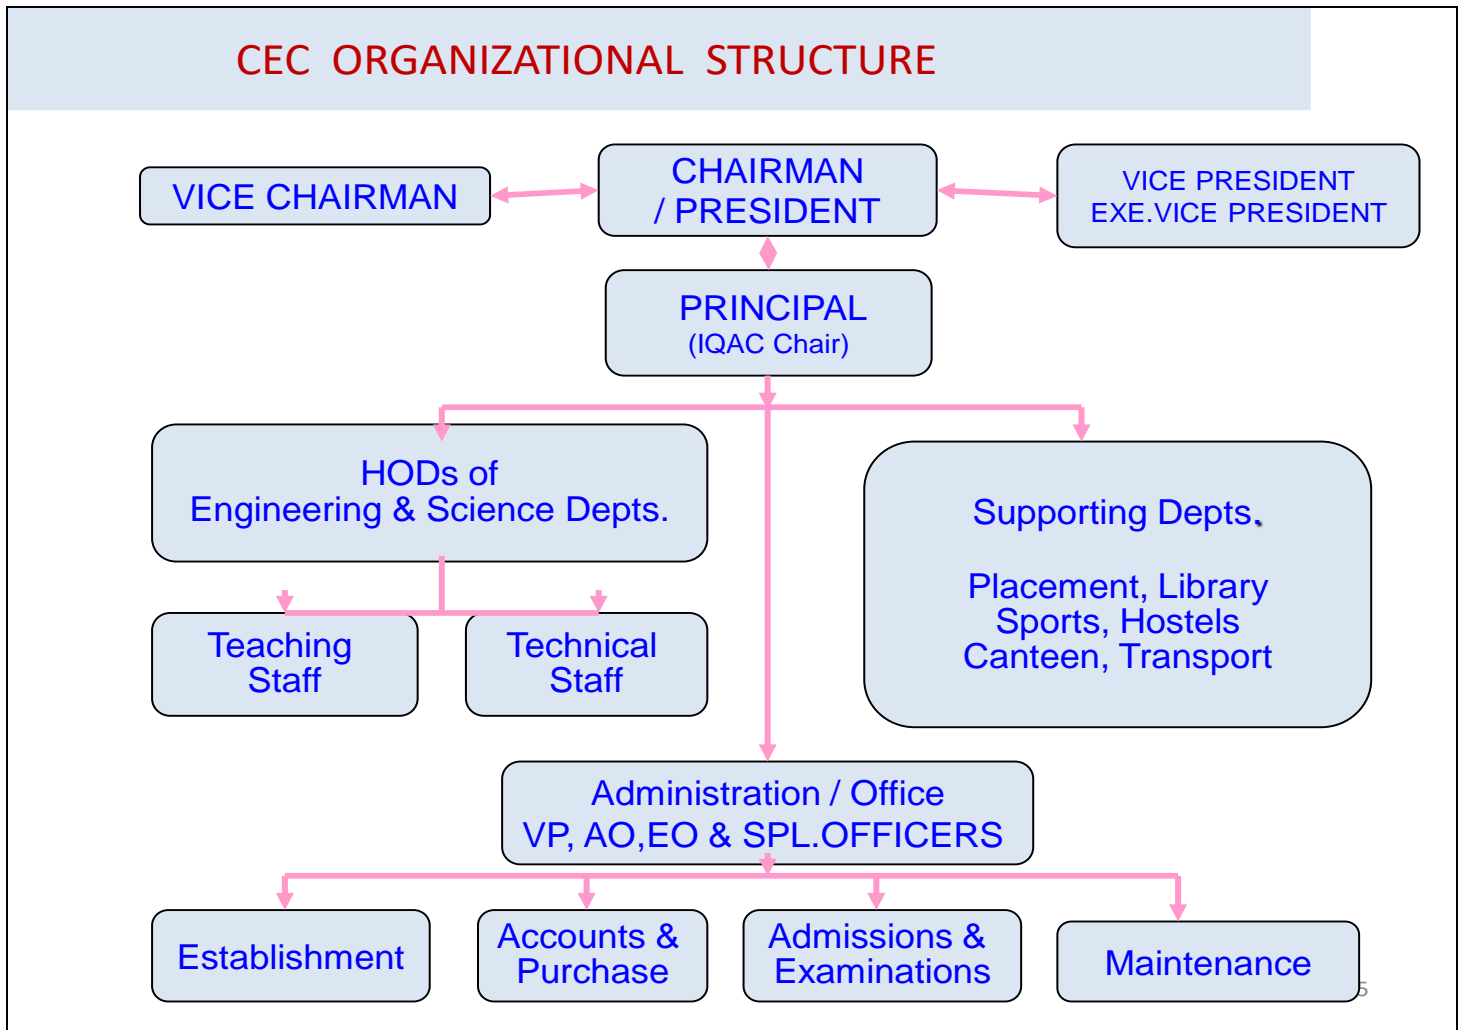 CEC ORGANIZATIONAL STRUCTURE
VICE CHAIRMAN
CHAIRMAN
/ PRESIDENT
VICE PRESIDENT
EXE.VICE PRESIDENT
PRINCIPAL
(IQAC Chair)
HODs of
Engineering & Science Depts.
Supporting Depts.
Placement, Library
Sports, Hostels
Canteen, Transport
Teaching
Staff
Technical
Staff
Administration / Office
VP, AO,EO & SPL.OFFICERS
Establishment
Accounts &
Purchase
Admissions &
Examinations
Maintenance
5